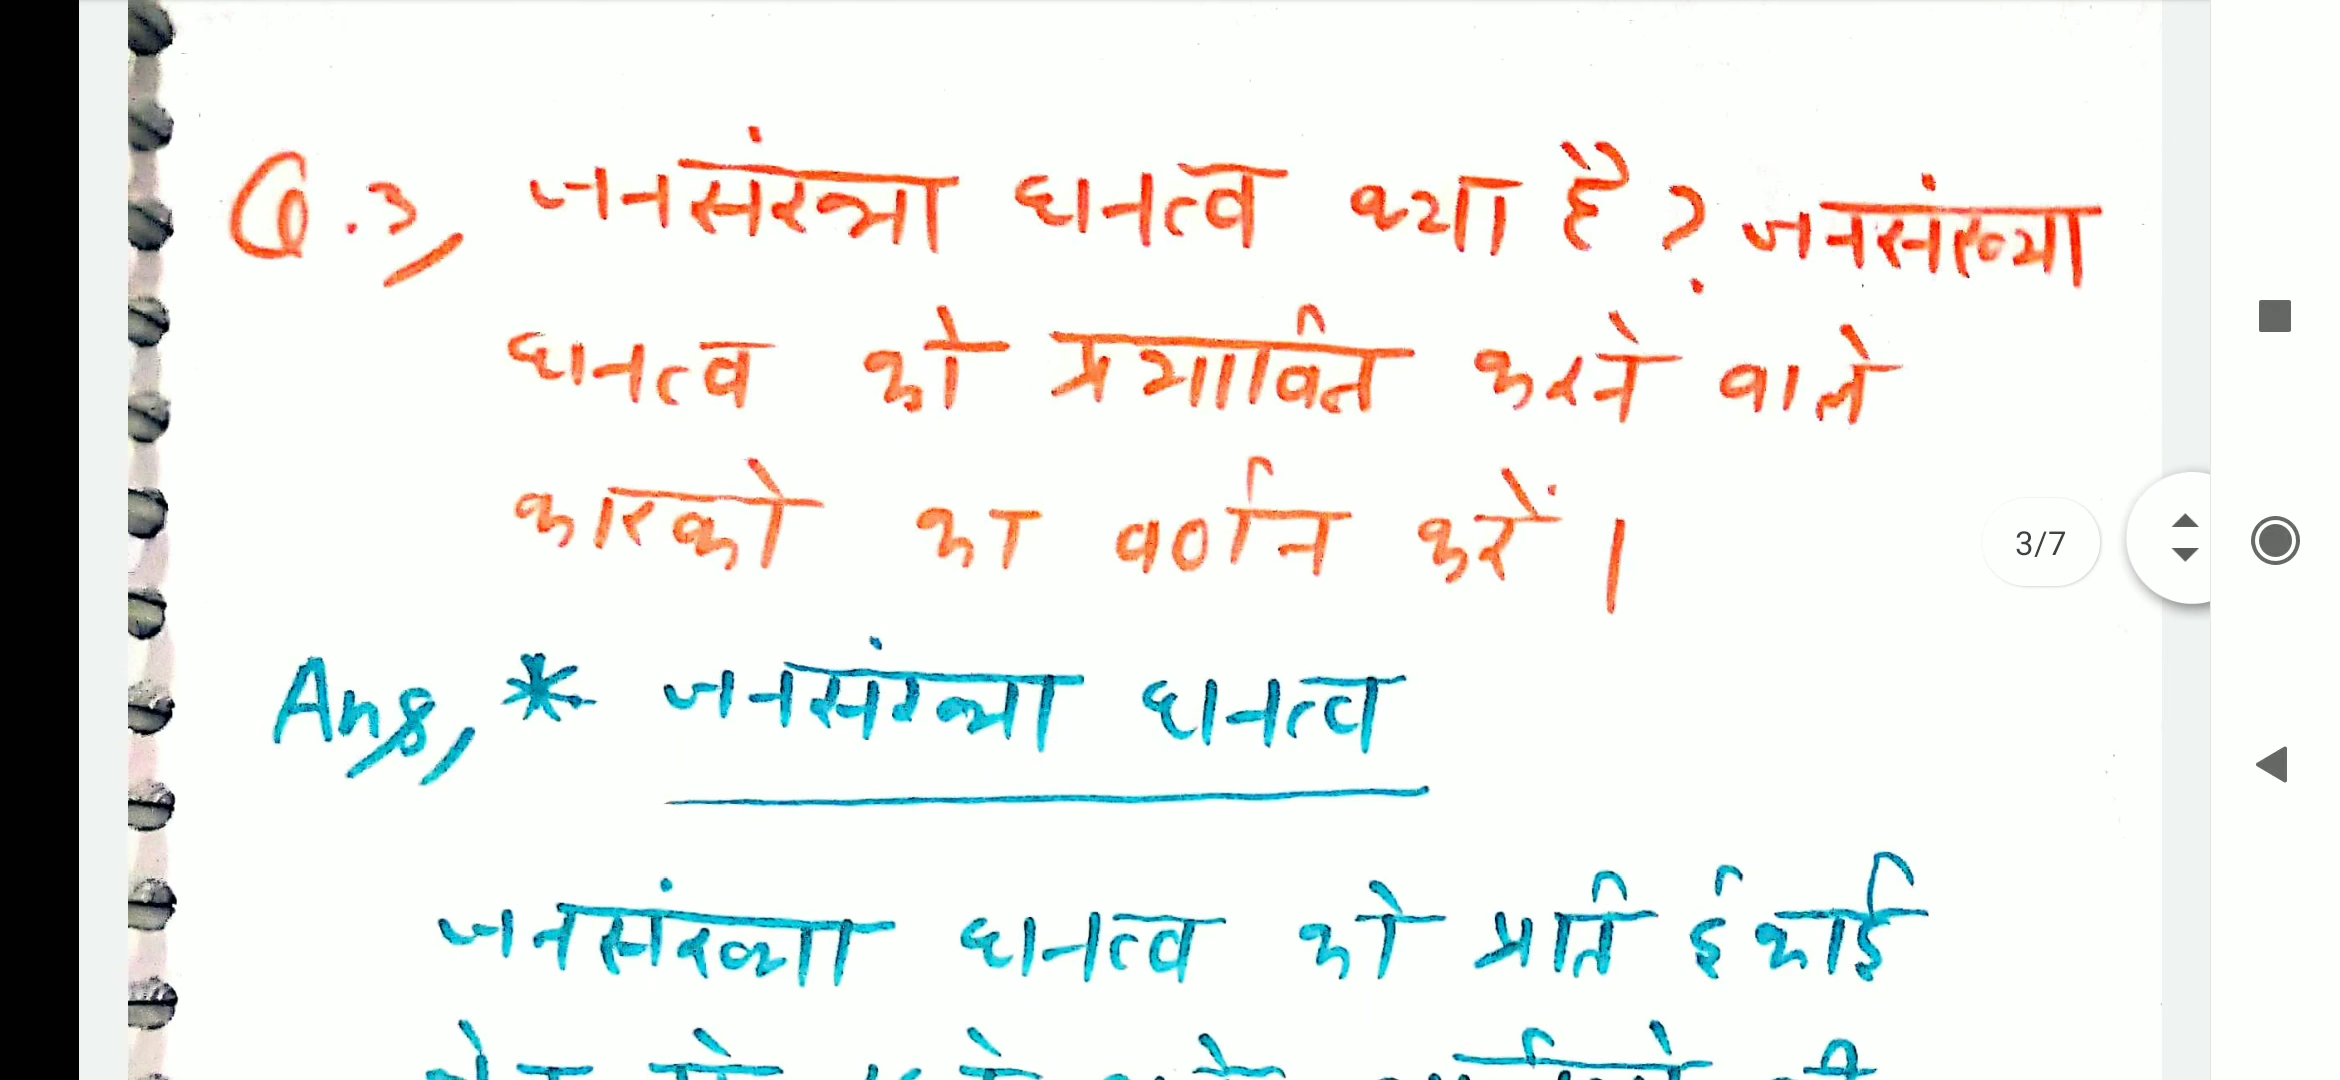 Q.3, जनसंख्या घनत्व क्या है? जनसंख्या
घनत्व को प्रभावित करने वाले
कारको का वर्णन करें।
Ans, * जनसंख्या घनत्व
जनसंख्या घनत्व को प्रति ईकाई
3/7